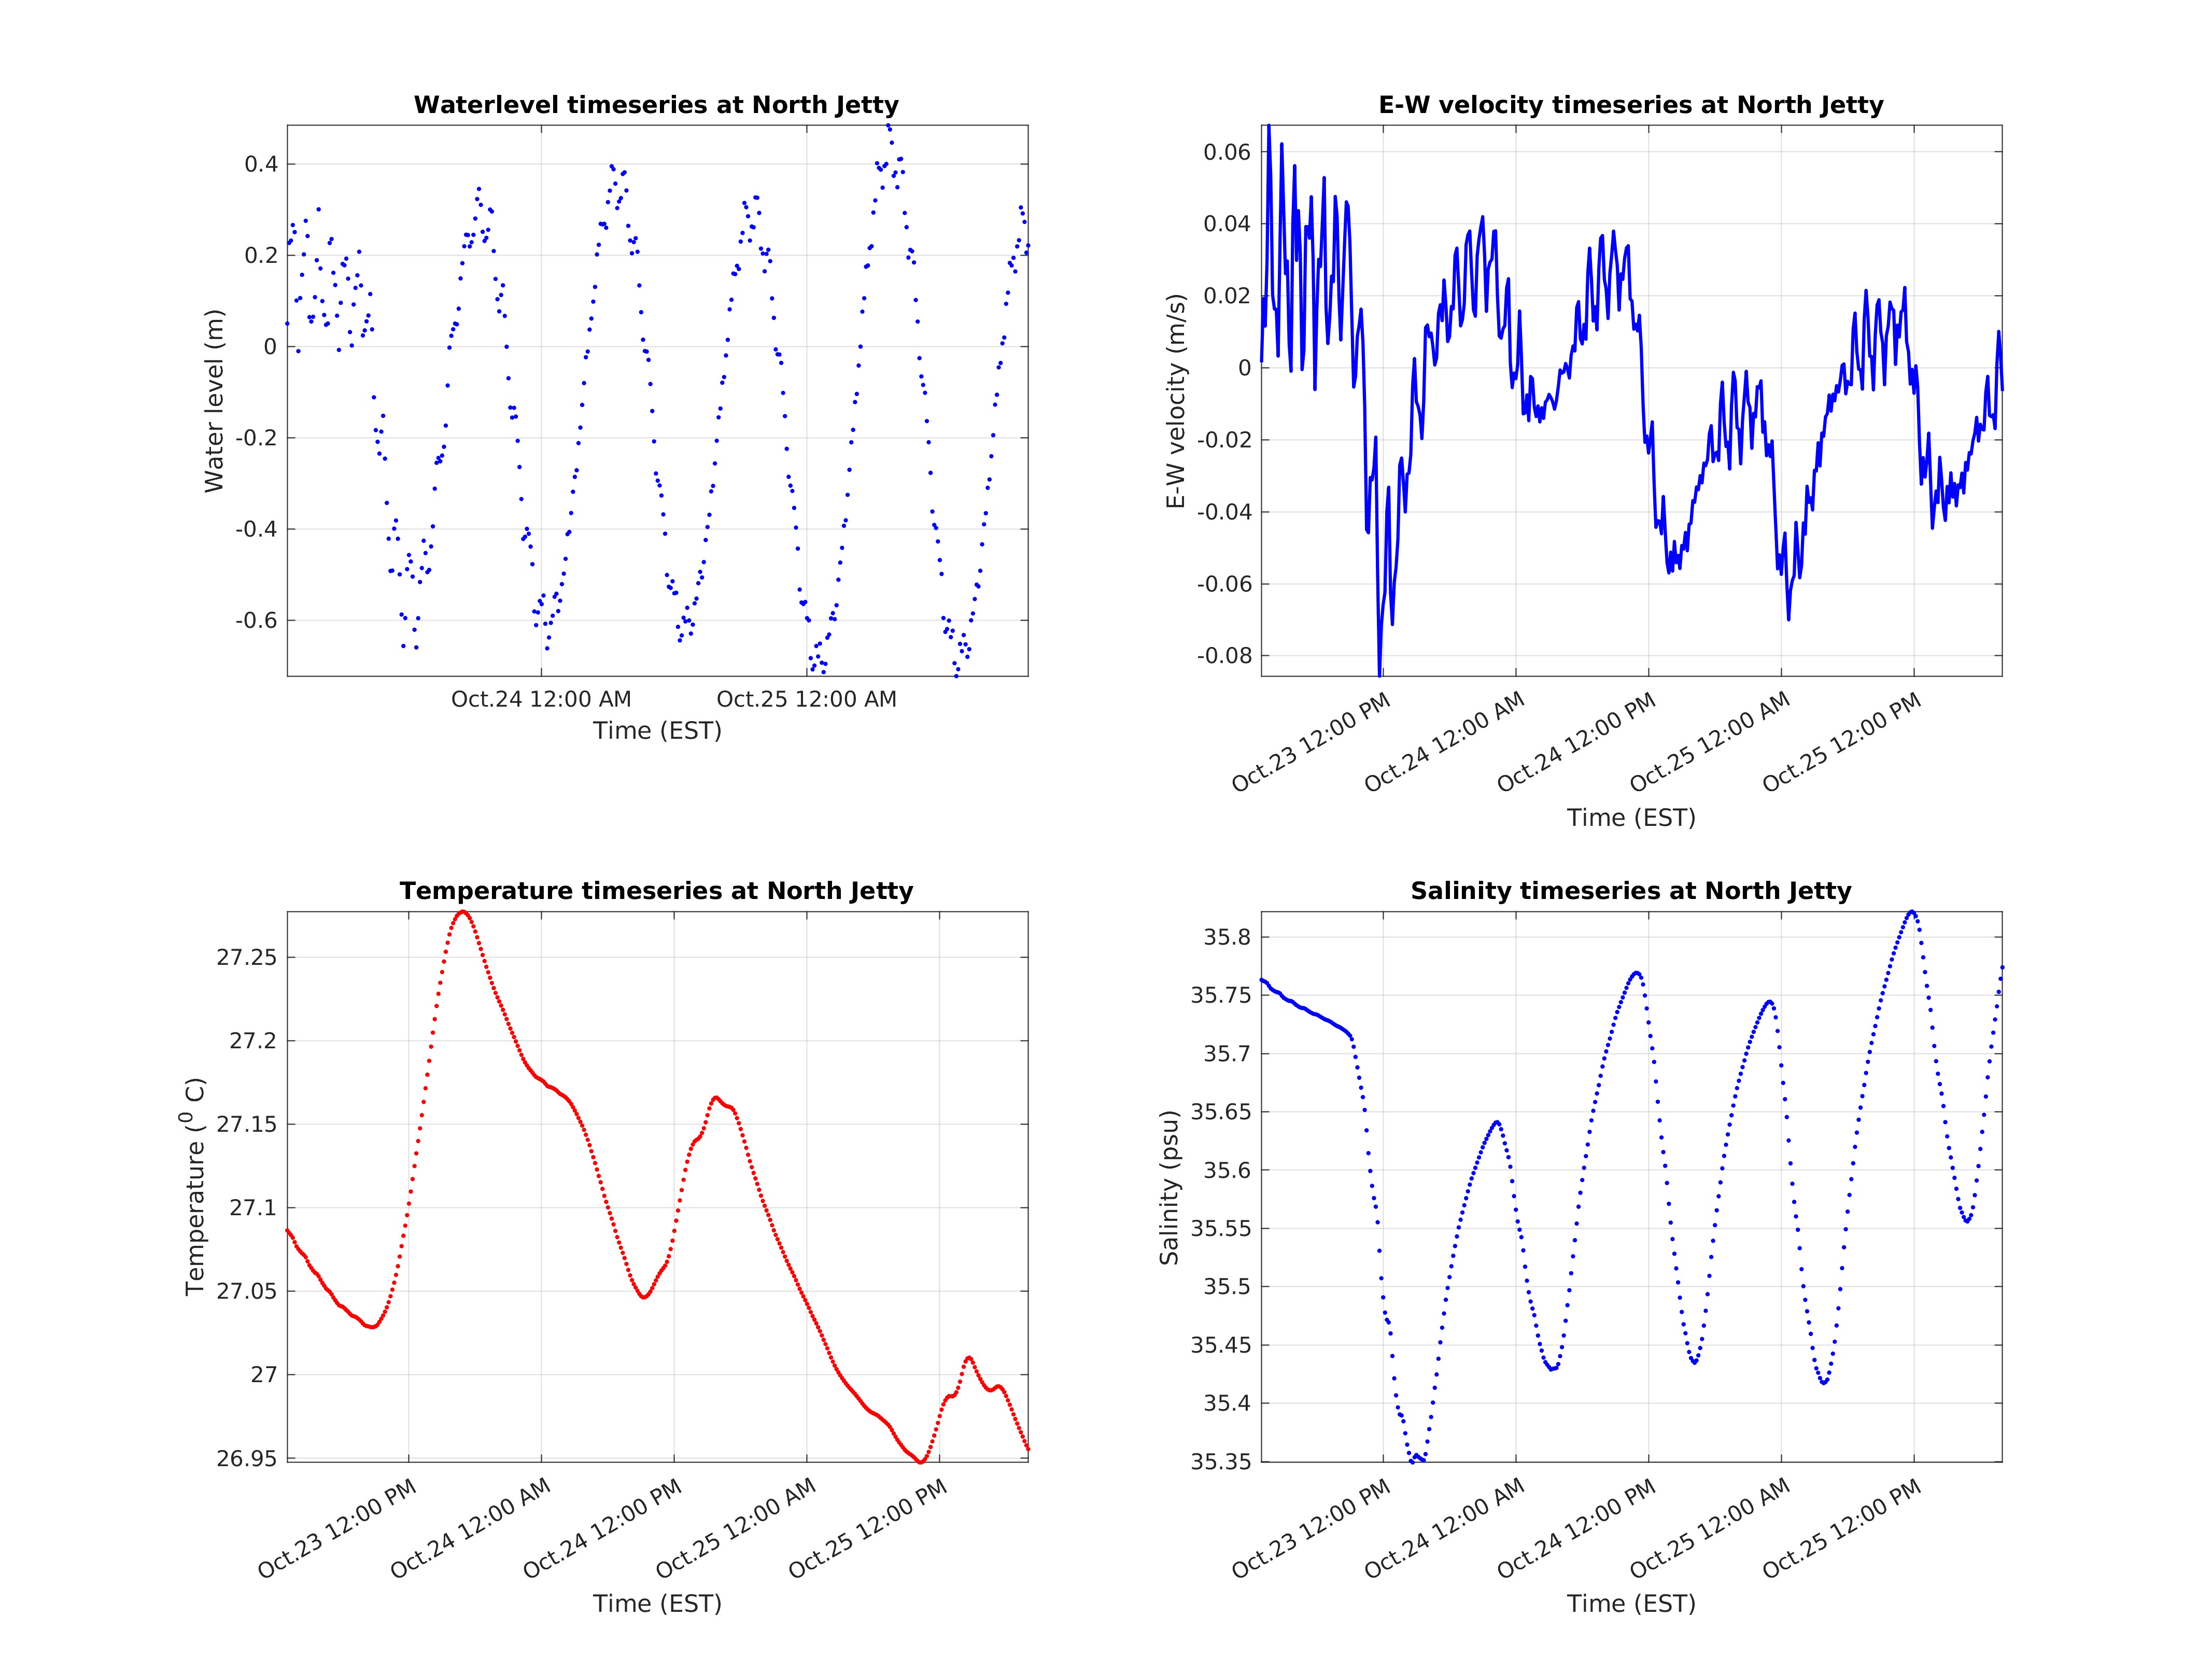 Waterlevel timeseries at North Jetty
0.4
0.2
0
-0.2
-0.4
-0.6
Water level (m)
Oct.24 12:00 AM
Oct.25 12:00 AM
Time (EST)
E-W velocity timeseries at North Jetty
0.06
0.04
0.02
0
-0.02
-0.04
-0.06
-0.08
E-W velocity (m/s)
Oct.23 12:00 PM
Oct.24 12:00 AM
Oct.24 12:00 PM
Oct.25 12:00 AM
Oct.25 12:00 PM
Time (EST)
Temperature timeseries at North Jetty
27.25
27.2
27.15
27.1
27.05
27
26.95
Temperature (⁰ C)
Oct.23 12:00 PM
Oct.24 12:00 AM
Oct.24 12:00 PM
Oct.25 12:00 AM
Oct.25 12:00 PM
Time (EST)
Salinity timeseries at North Jetty
35.8
35.75
35.7
35.65
35.6
35.55
35.5
35.45
35.4
35.35
Salinity (psu)
Oct.23 12:00 PM
Oct.24 12:00 AM
Oct.24 12:00 PM
Oct.25 12:00 AM
Oct.25 12:00 PM
Time (EST)